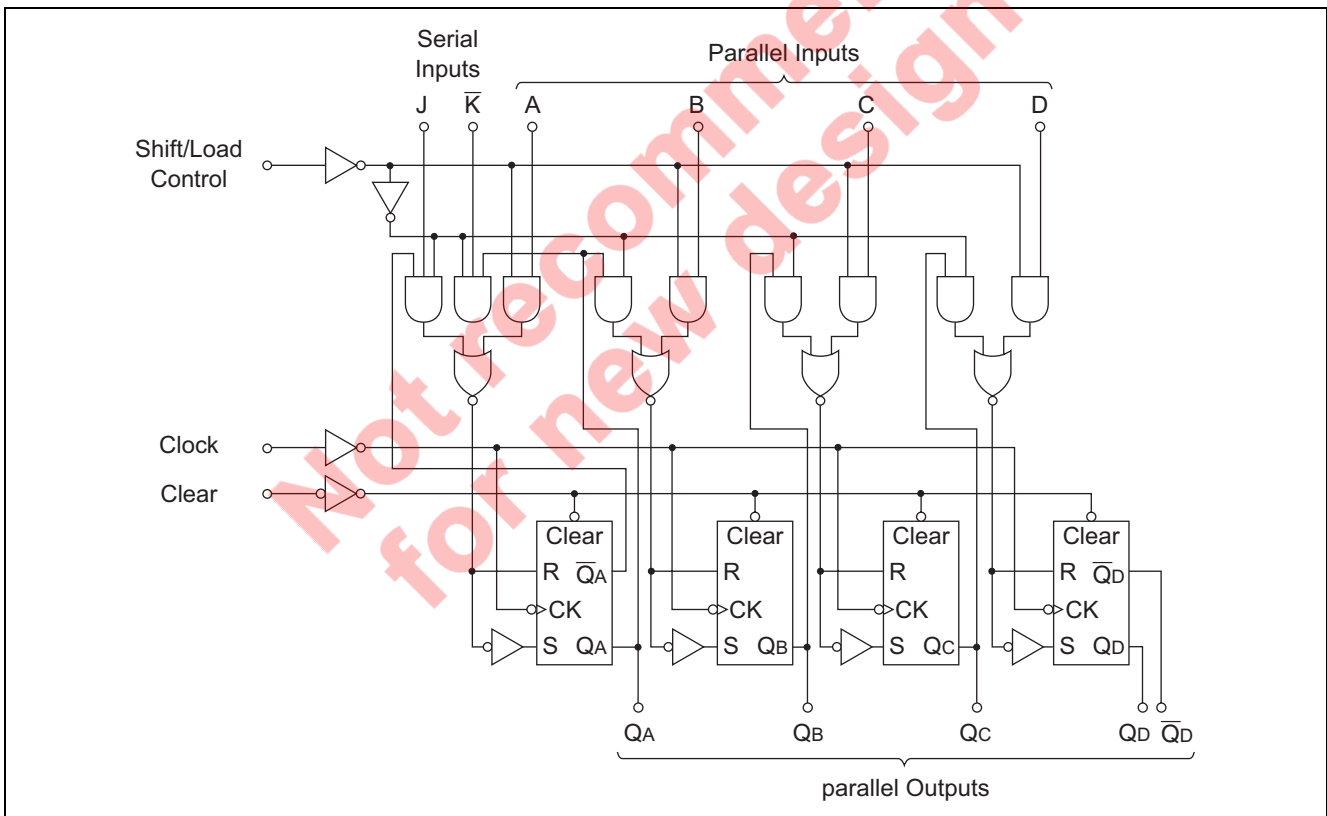 Not recommen
for new design
Serial
Inputs
Parallel Inputs
J K̅ A B C D
Shift/Load
Control
Clock
Clear
Clear Clear Clear Clear
R Q̅A R R R Q̅D
CK CK CK CK
S QA S QB S QC S QD
QA QB QC QD Q̅D
parallel Outputs